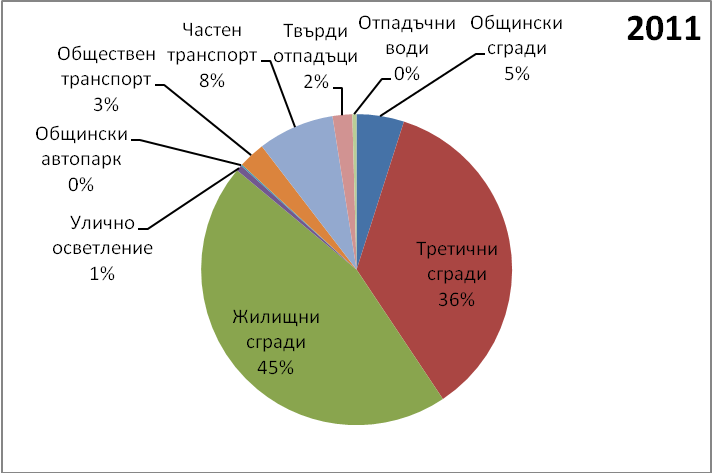 2011
Частен
транспорт
8%
Твърди
отпадъци
2%
Отпадъчни
води
0%
Общински
сгради
5%
Обществен
транспорт
3%
Общински
автопарк
0%
Улично
осветление
1%
Третични
сгради
36%
Жилищни
сгради
45%